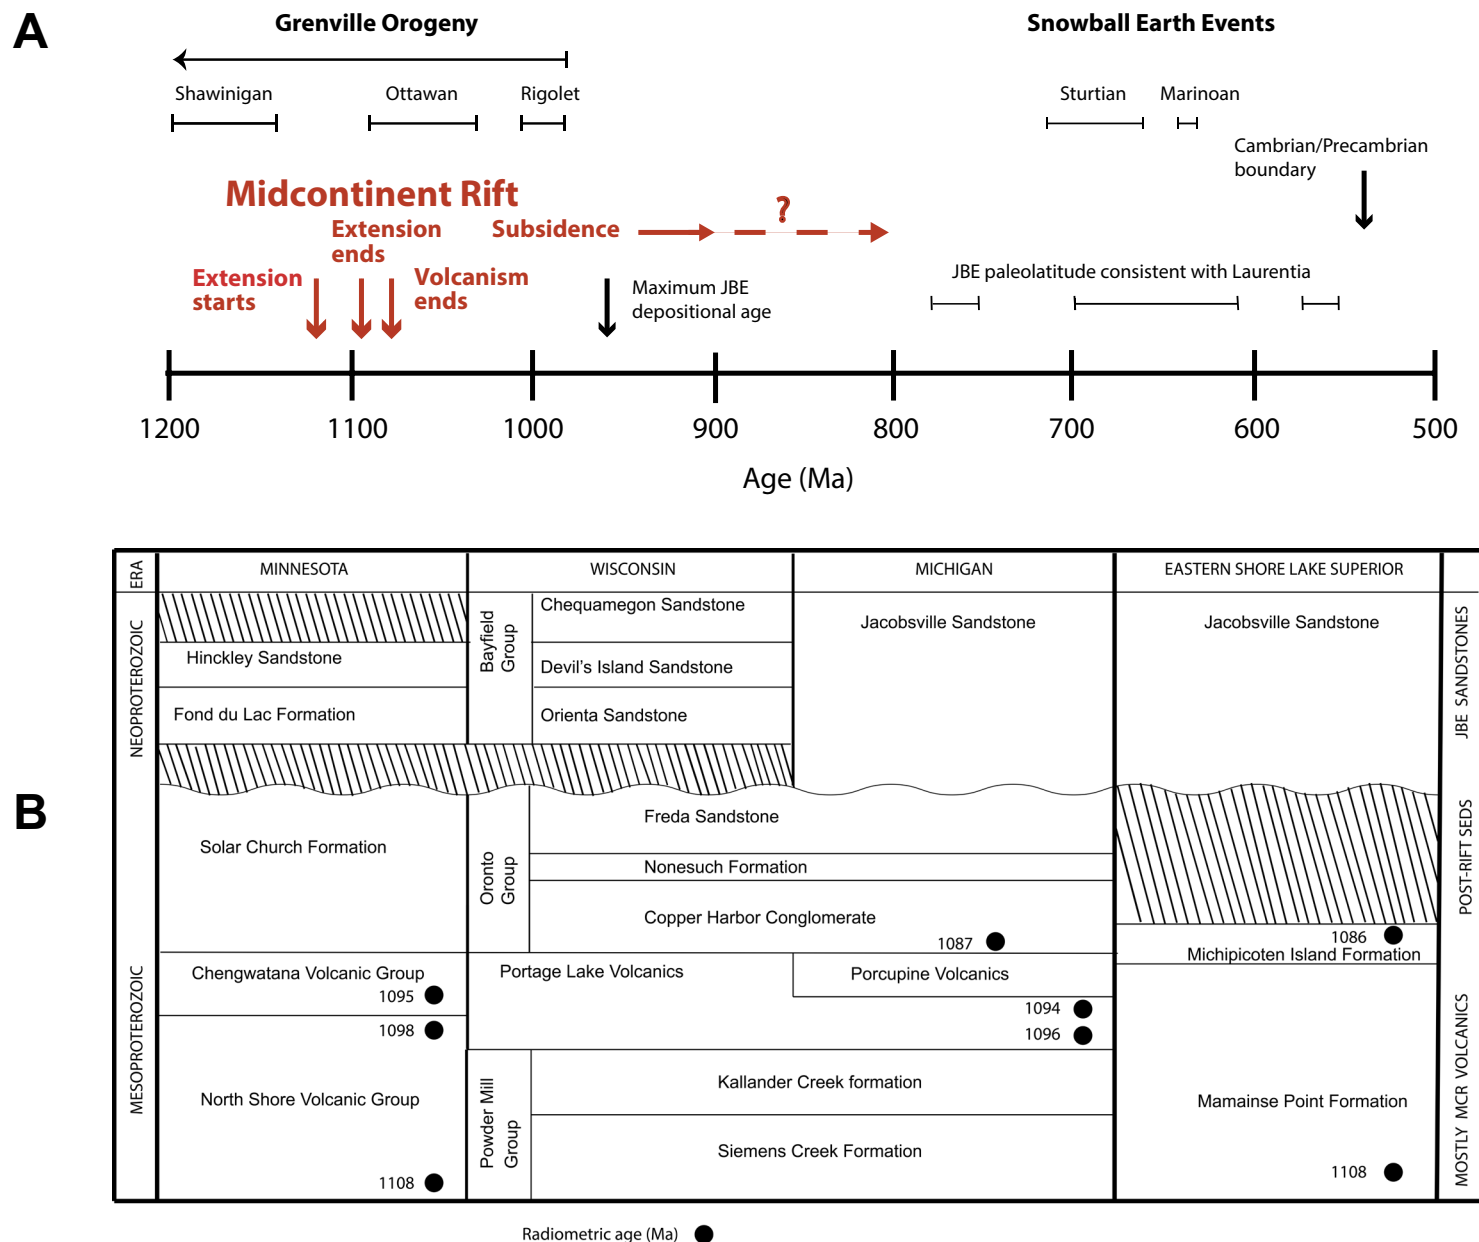 A
Grenville Orogeny
Snowball Earth Events
Shawinigan
Ottawan
Rigolet
Sturtian
Marinoan
Cambrian/Precambrian
boundary
Midcontinent Rift
Extension
ends
Subsidence
?
Extension
starts
Volcanism
ends
Maximum JBE
depositional age
JBE paleolatitude consistent with Laurentia
1200
1100
1000
900
800
700
600
500
Age (Ma)
B
ERA
MINNESOTA
WISCONSIN
MICHIGAN
EASTERN SHORE LAKE SUPERIOR
NEOPROTEROZOIC
Hinckley Sandstone
Fond du Lac Formation
Bayfield
Group
Chequamegon Sandstone
Devil's Island Sandstone
Orienta Sandstone
Jacobsville Sandstone
Jacobsville Sandstone
JBE SANDSTONES
MESOPROTEROZOIC
Solar Church Formation
Oronto
Group
Freda Sandstone
Nonesuch Formation
Copper Harbor Conglomerate
1087
POST-RIFT SEDS
1086
Michipicoten Island Formation
Chengwatana Volcanic Group
1095
1098
North Shore Volcanic Group
1108
Portage Lake Volcanics
Porcupine Volcanics
1094
1096
Powder Mill
Group
Kallander Creek formation
Siemens Creek Formation
Mamainse Point Formation
1108
MOSTLY MCR VOLCANICS
Radiometric age (Ma)